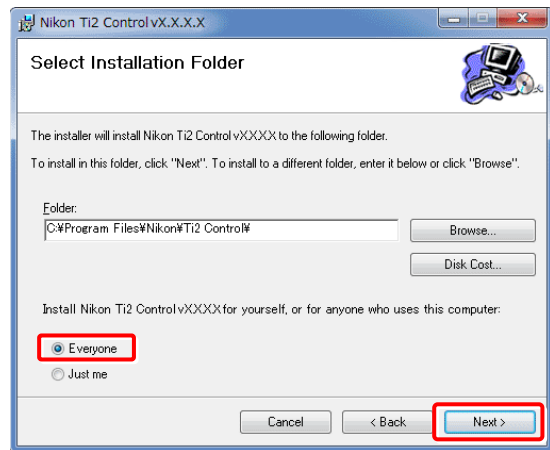 Nikon Ti2 Control vX.X.X.X
Select Installation Folder
The installer will install Nikon Ti2 Control vXXXX to the following folder.
To install in this folder, click "Next". To install to a different folder, enter it below or click "Browse".
Folder:
C:¥Program Files¥Nikon¥Ti2 Control¥
Browse...
Disk Cost...
Install Nikon Ti2 Control vXXXX for yourself, or for anyone who uses this computer:
Everyone
Just me
Cancel
< Back
Next >